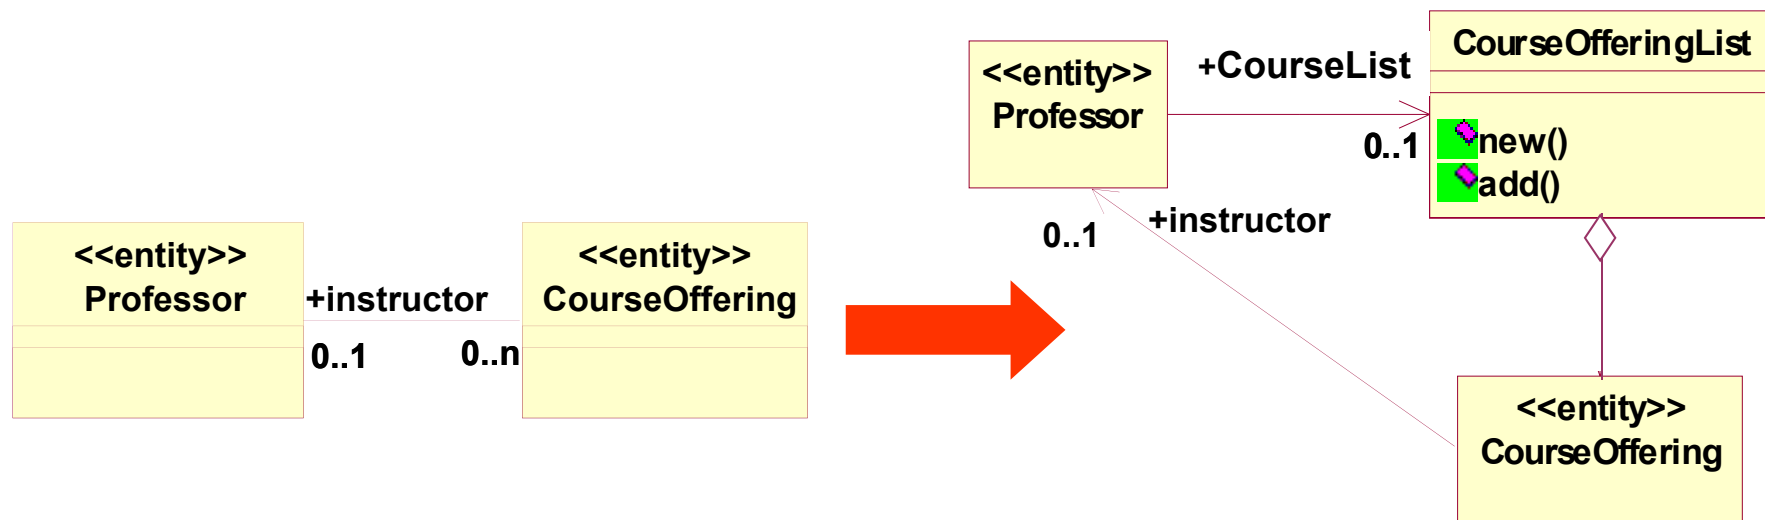 <<entity>>
Professor
+instructor
0..1
0..n
<<entity>>
CourseOffering
<<entity>>
Professor
+CourseList
0..1
CourseOfferingList
new()
add()
0..1
+instructor
<<entity>>
CourseOffering